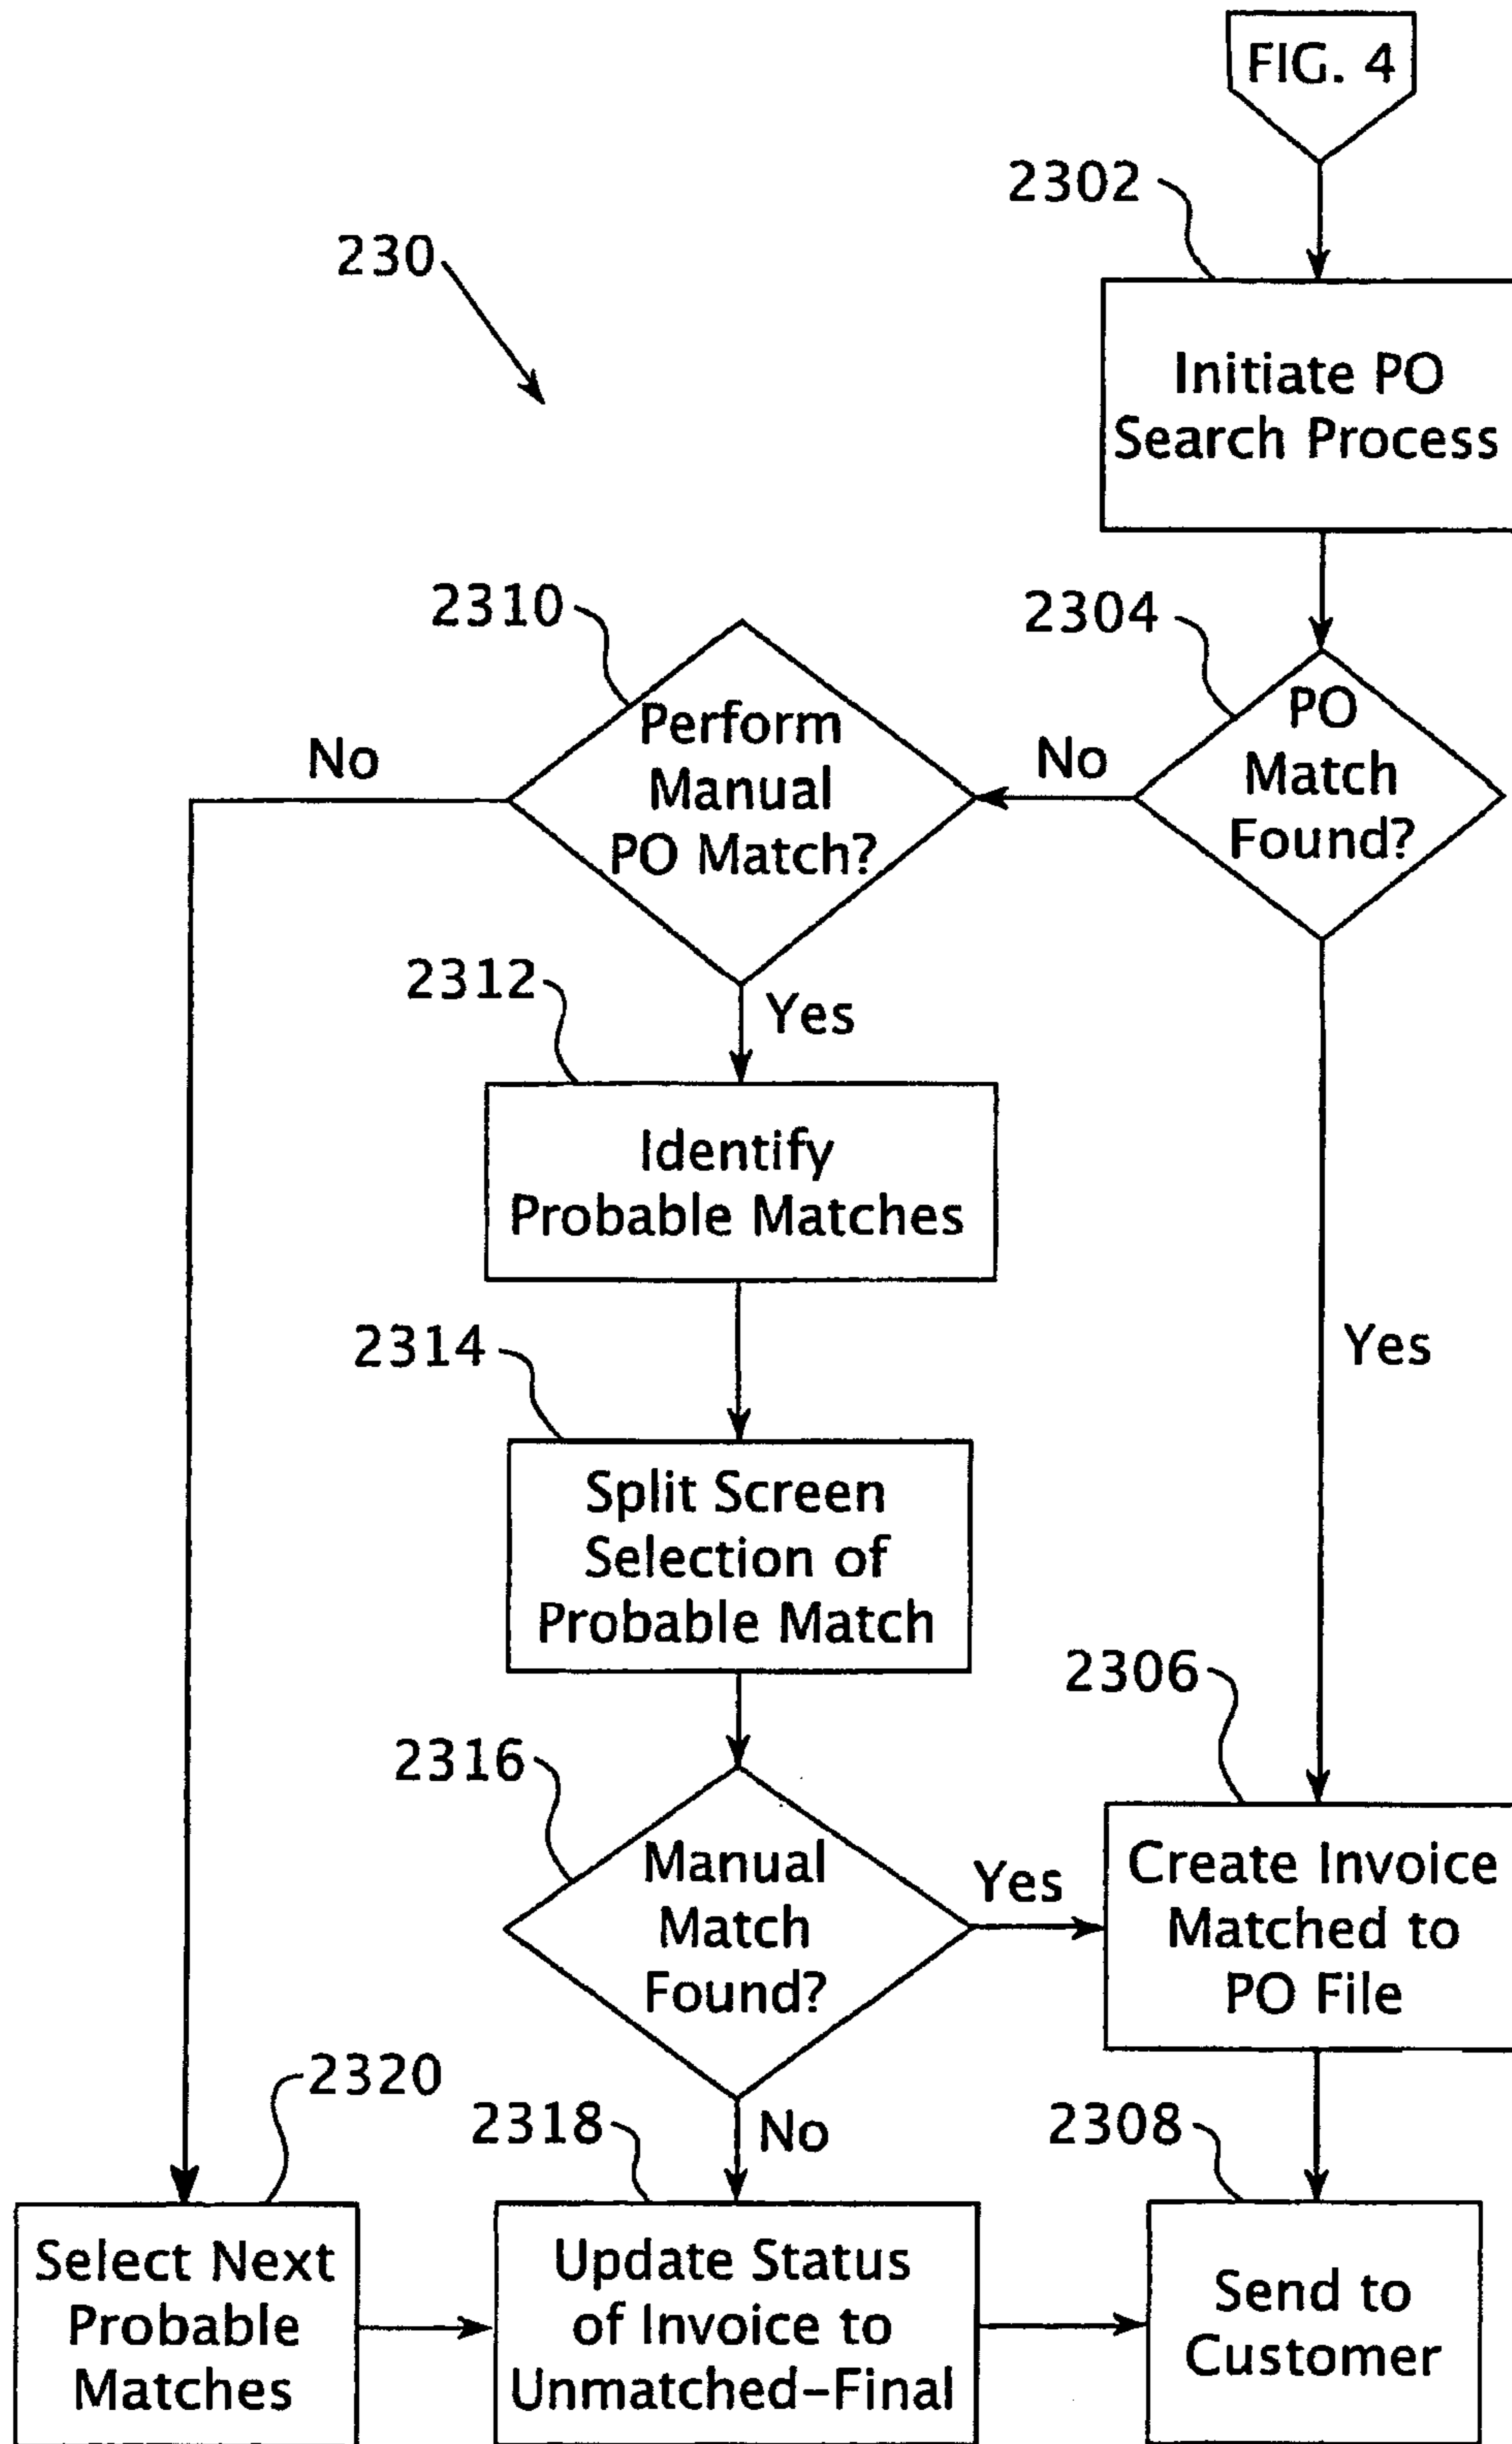 FIG. 4
2302
230
Initiate PO
Search Process
2310
2304
Perform
Manual
PO Match?
PO
Match
Found?
No
No
2312
Yes
Identify
Probable Matches
2314
Yes
Split Screen
Selection of
Probable Match
2306
2316
Manual
Match
Found?
Yes
Create Invoice
Matched to
PO File
2320
2318
No
2308
Select Next
Probable
Matches
Update Status
of Invoice to
Unmatched-Final
Send to
Customer